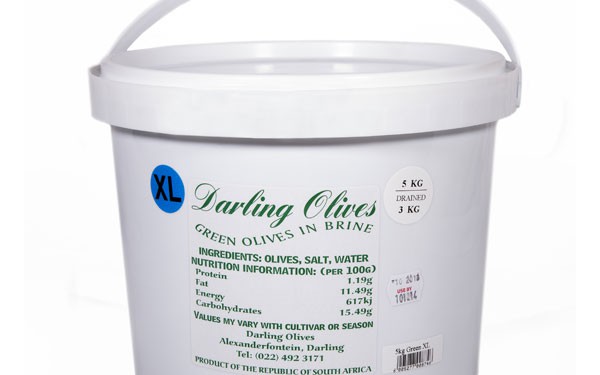 XL
Darling Olives
GREEN OLIVES IN BRINE
5 KG
DRAINED
3 KG
INGREDIENTS: OLIVES, SALT, WATER
NUTRITION INFORMATION: (PER 100G)
Protein 1.19g
Fat 11.49g
Energy 617kj
Carbohydrates 15.49g
VALUES MY VARY WITH CULTIVAR OR SEASON
Darling Olives
Alexanderfontein, Darling
Tel: (022) 492 3171
PRODUCT OF THE REPUBLIC OF SOUTH AFRICA
USE BY
5kg Green XL